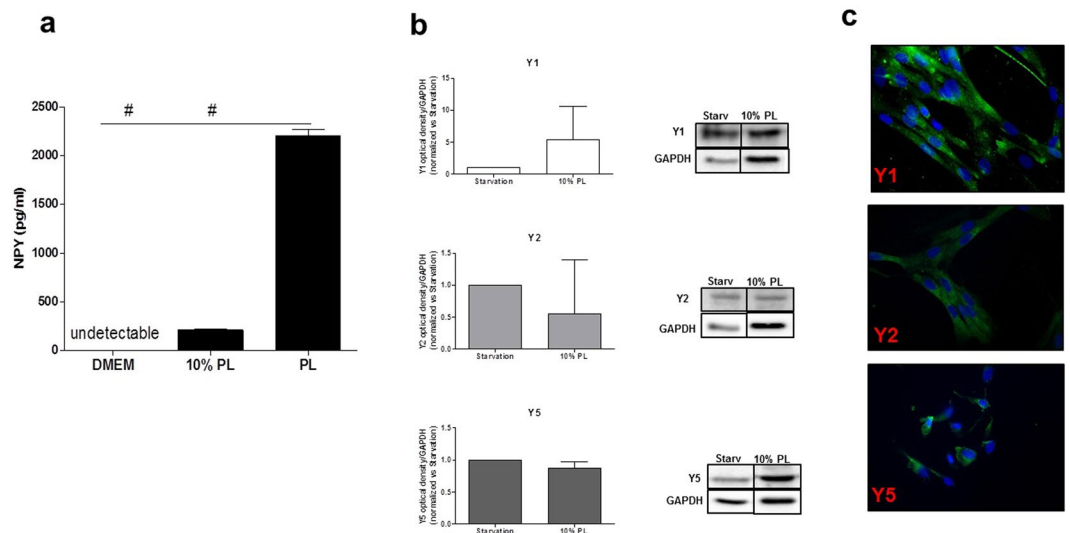 a
NPY (pg/ml)
2500
2000
1500
1000
500
0
#
#
undetectable
DMEM
10% PL
PL
b
Y1
Y1 optical density/GAPDH
(normalized vs Starvation)
15
10
5
0
Starvation
10% PL
Starv
10% PL
Y1
GAPDH
Y2
Y2 optical density/GAPDH
(normalized vs Starvation)
1.5
1.0
0.5
0.0
Starvation
10% PL
Starv
10% PL
Y2
GAPDH
Y5
Y5 optical density/GAPDH
(normalized vs Starvation)
1.5
1.0
0.5
0.0
Starvation
10% PL
Starv
10% PL
Y5
GAPDH
c
Y1
Y2
Y5